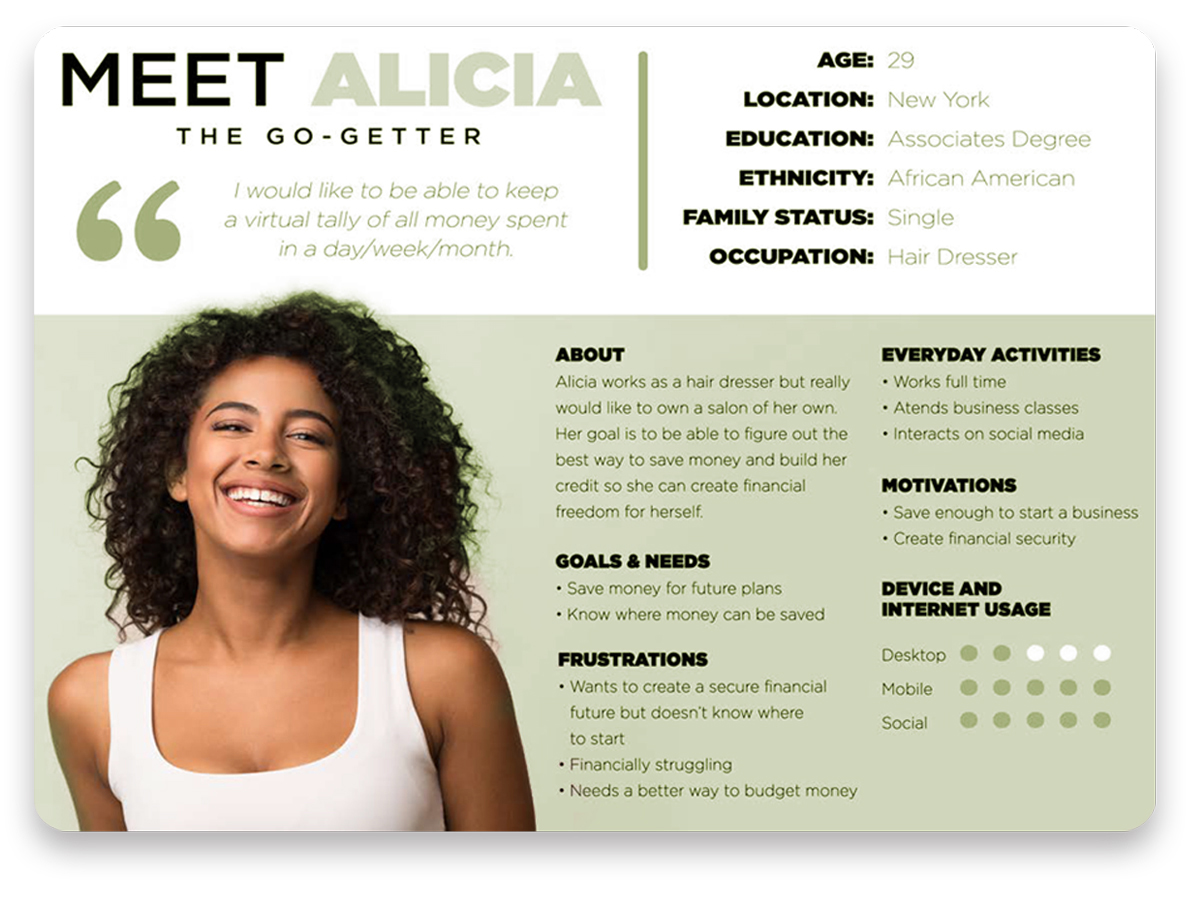 MEET ALICIA
THE GO-GETTER
“ I would like to be able to keep
a virtual tally of all money spent
in a day/week/month.
AGE: 29
LOCATION: New York
EDUCATION: Associates Degree
ETHNICITY: African American
FAMILY STATUS: Single
OCCUPATION: Hair Dresser
ABOUT
Alicia works as a hair dresser but really
would like to own a salon of her own.
Her goal is to be able to figure out the
best way to save money and build her
credit so she can create financial
freedom for herself.
GOALS & NEEDS
• Save money for future plans
• Know where money can be saved
FRUSTRATIONS
• Wants to create a secure financial
future but doesn’t know where
to start
• Financially struggling
• Needs a better way to budget money
EVERYDAY ACTIVITIES
• Works full time
• Atends business classes
• Interacts on social media
MOTIVATIONS
• Save enough to start a business
• Create financial security
DEVICE AND
INTERNET USAGE
Desktop
Mobile
Social